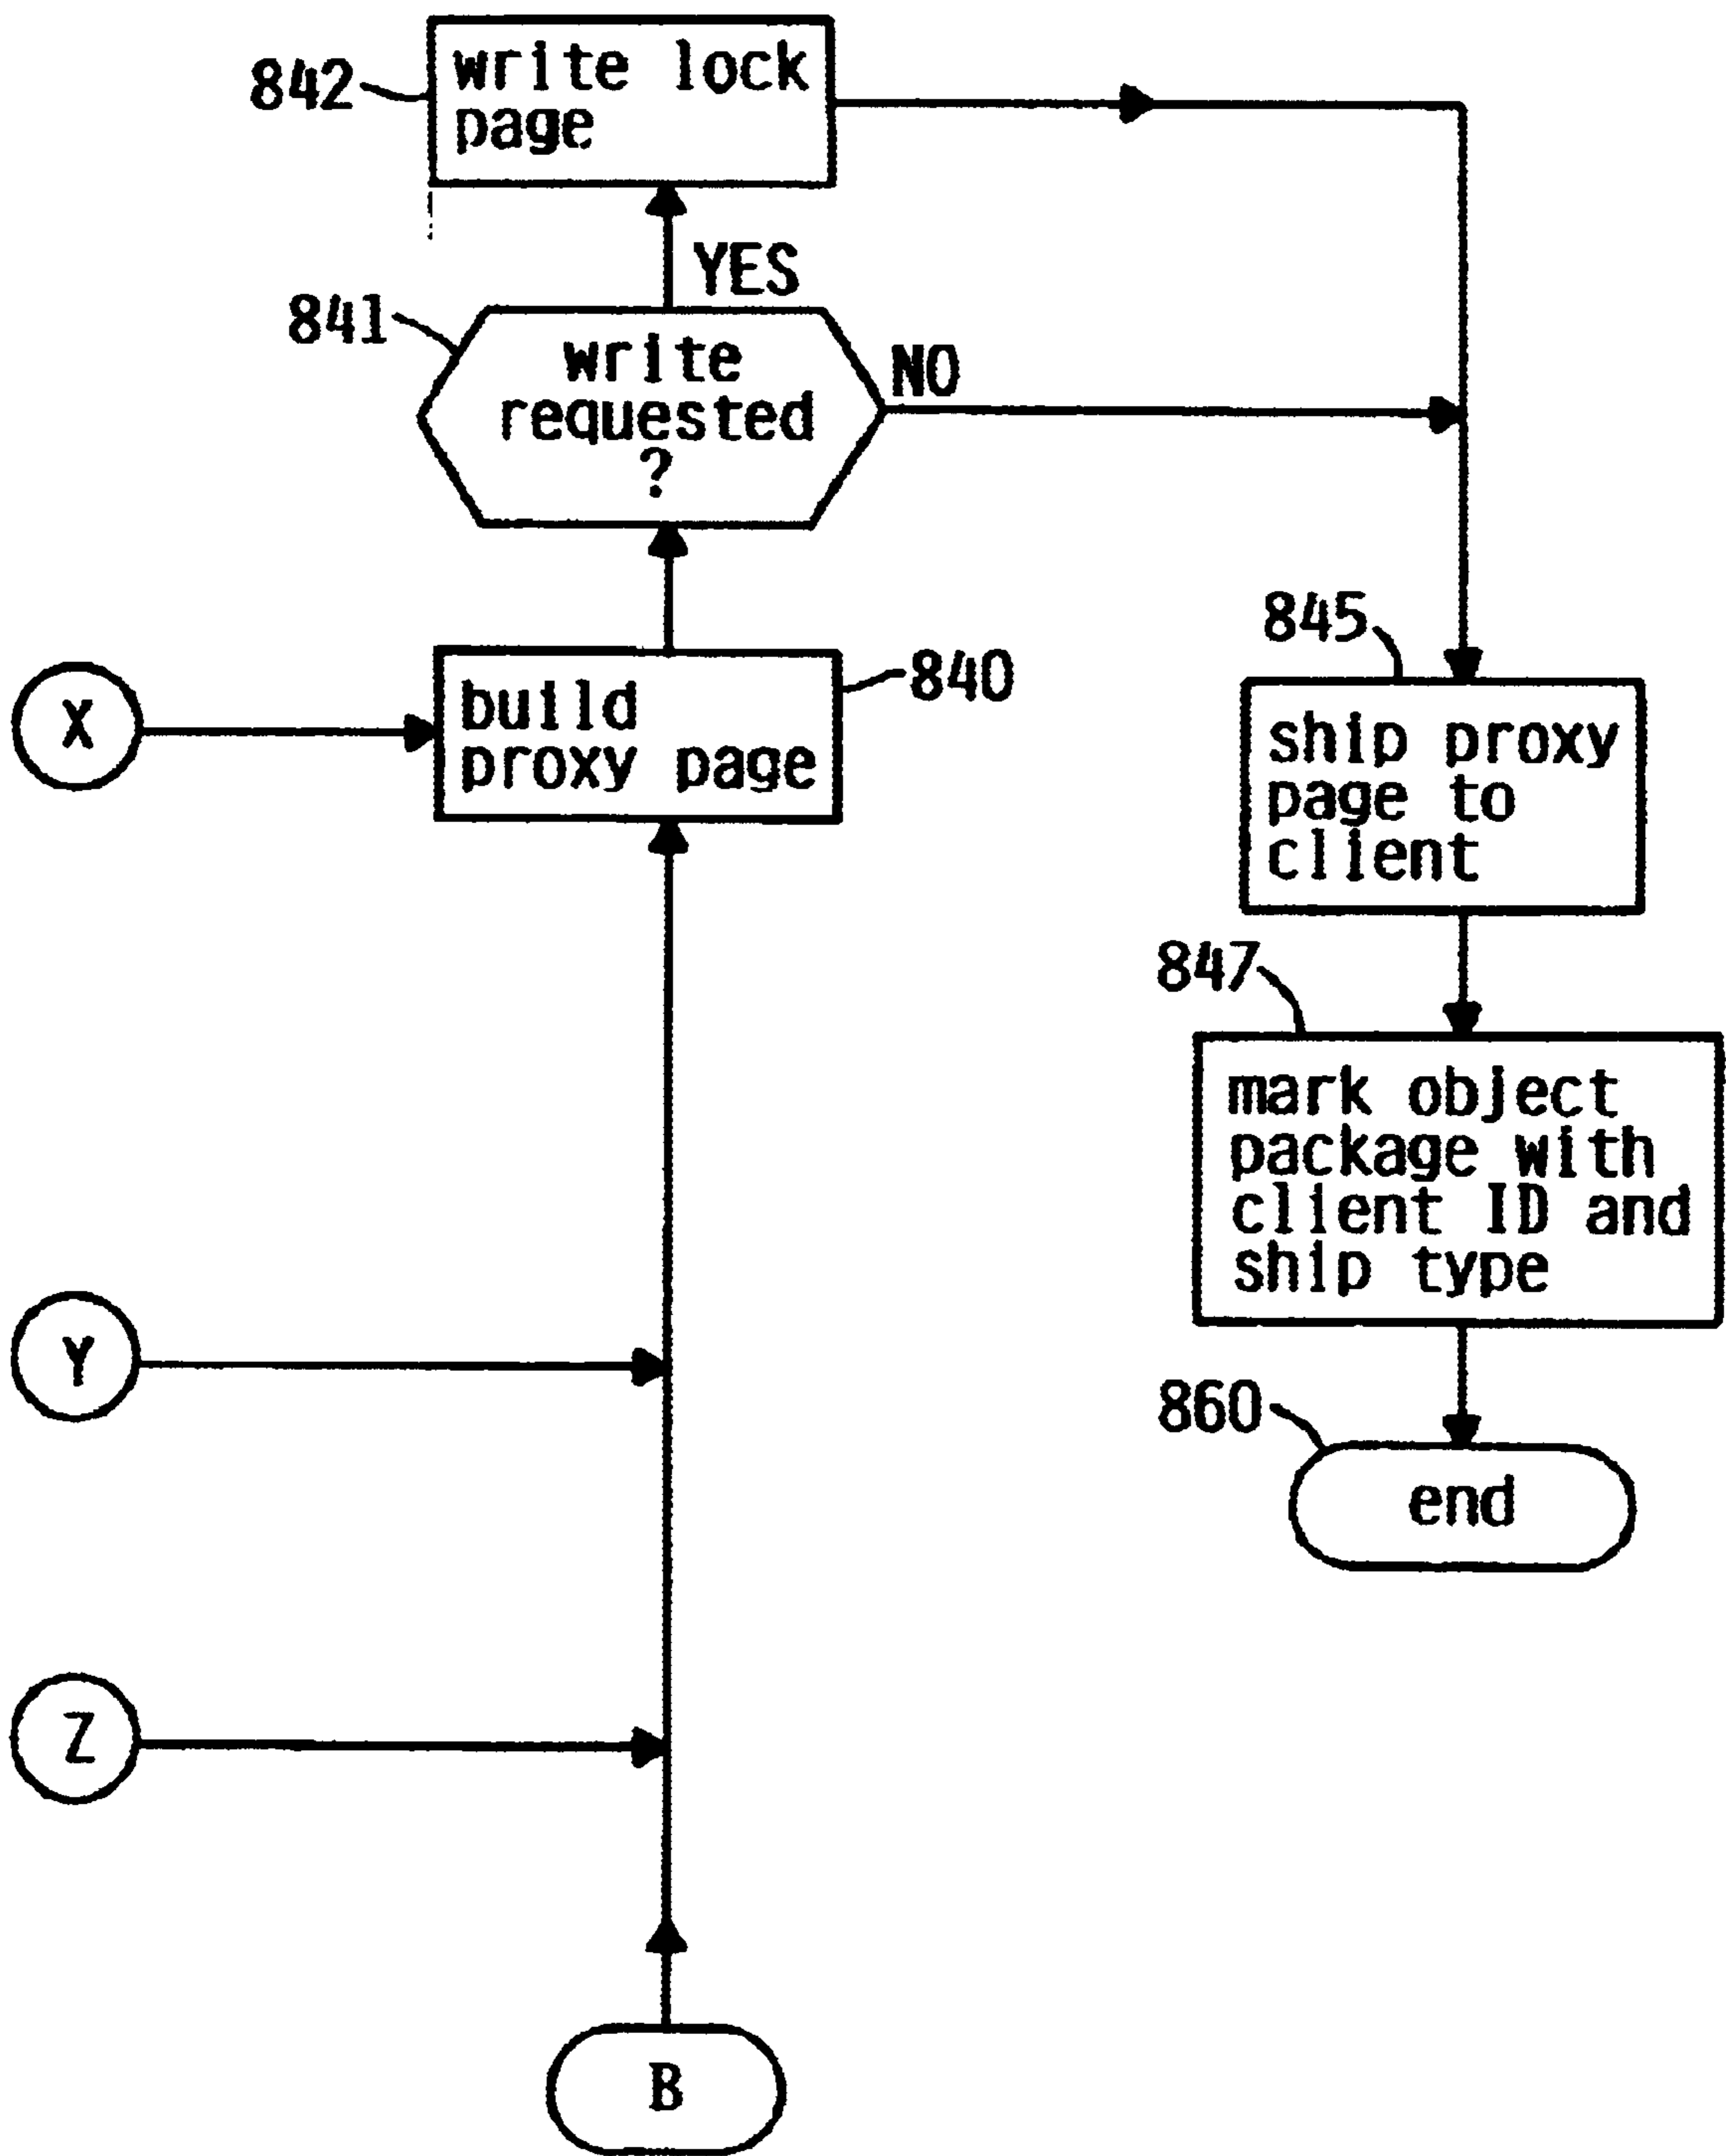 842
write lock
page
YES
841
write
requested
?
NO
X
build
proxy page
840
845
ship proxy
page to
client
847
mark object
package with
client ID and
ship type
Y
860
end
Z
B